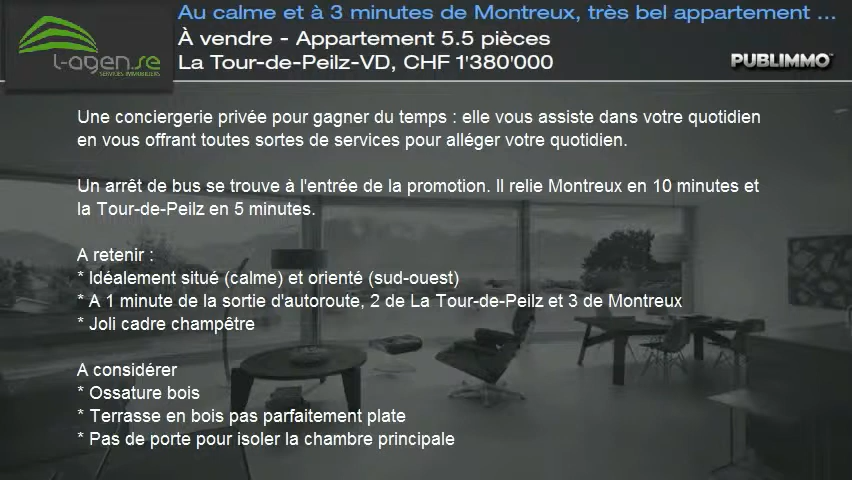 Au calme et à 3 minutes de Montreux, très bel appartement ...
À vendre - Appartement 5.5 pièces
La Tour-de-Peilz-VD, CHF 1'380'000
l-agen.se
SERVICES IMMOBILIERS
PUBLIMMO
Une conciergerie privée pour gagner du temps : elle vous assiste dans votre quotidien
en vous offrant toutes sortes de services pour alléger votre quotidien.
Un arrêt de bus se trouve à l'entrée de la promotion. Il relie Montreux en 10 minutes et
la Tour-de-Peilz en 5 minutes.
A retenir :
* Idéalement situé (calme) et orienté (sud-ouest)
* A 1 minute de la sortie d'autoroute, 2 de La Tour-de-Peilz et 3 de Montreux
* Joli cadre champêtre
A considérer
* Ossature bois
* Terrasse en bois pas parfaitement plate
* Pas de porte pour isoler la chambre principale